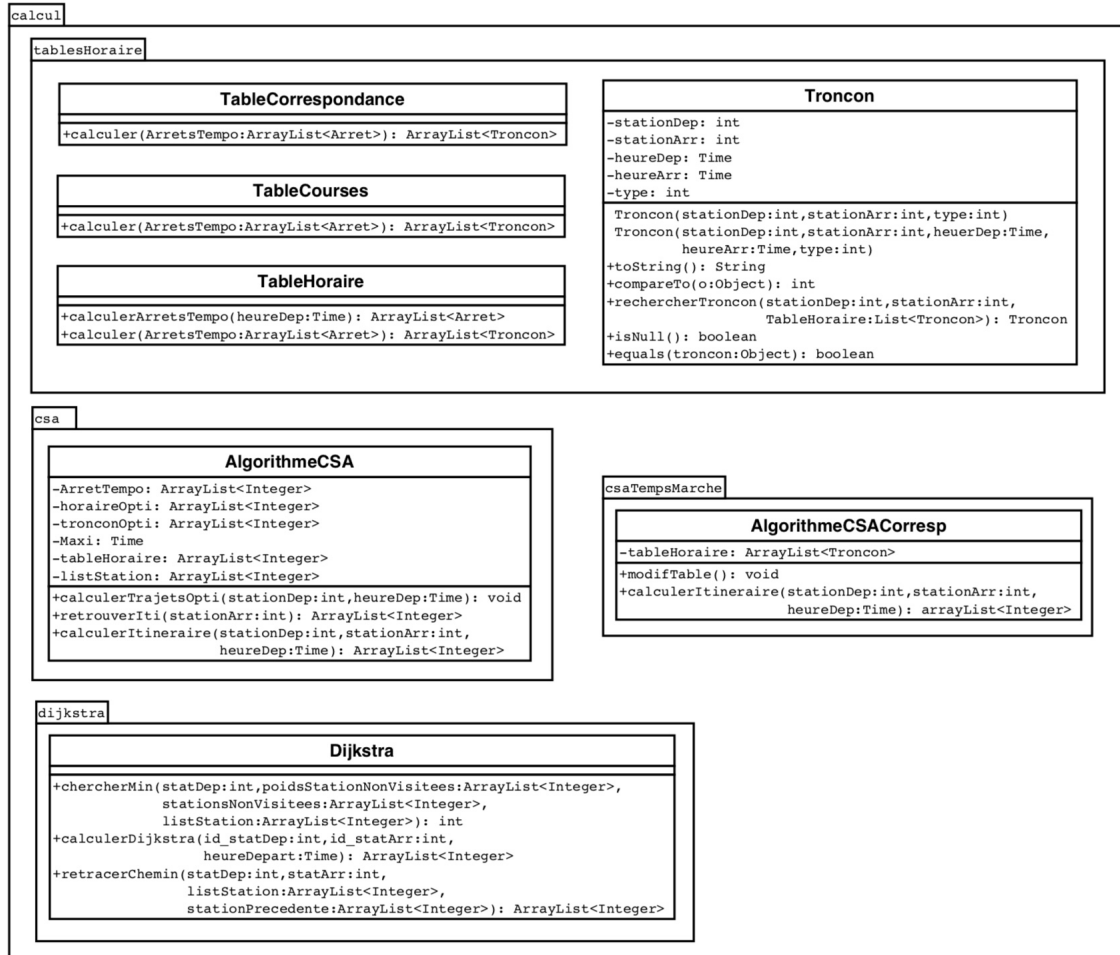 calcul
tablesHoraire
TableCorrespondance
+calculer(ArretsTempo:ArrayList<Arret>): ArrayList<Troncon>
TableCourses
+calculer(ArretsTempo:ArrayList<Arret>): ArrayList<Troncon>
TableHoraire
+calculerArretsTempo(heureDep:Time): ArrayList<Arret>
+calculer(ArretsTempo:ArrayList<Arret>): ArrayList<Troncon>
Troncon
-stationDep: int
-stationArr: int
-heureDep: Time
-heureArr: Time
-type: int
Troncon(stationDep:int,stationArr:int,type:int)
Troncon(stationDep:int,stationArr:int,heuerDep:Time,
heureArr:Time,type:int)
+toString(): String
+compareTo(o:Object): int
+rechercherTroncon(stationDep:int,stationArr:int,
TableHoraire:List<Troncon>): Troncon
+isNull(): boolean
+equals(troncon:Object): boolean
csa
AlgorithmeCSA
-ArretTempo: ArrayList<Integer>
-horaireOpti: ArrayList<Integer>
-tronconOpti: ArrayList<Integer>
-Maxi: Time
-tableHoraire: ArrayList<Integer>
-listStation: ArrayList<Integer>
+calculerTrajetsOpti(stationDep:int,heureDep:Time): void
+retrouverIti(stationArr:int): ArrayList<Integer>
+calculerItineraire(stationDep:int,stationArr:int,
heureDep:Time): ArrayList<Integer>
csaTempsMarche
AlgorithmeCSACorresp
-tableHoraire: ArrayList<Troncon>
+modifTable(): void
+calculerItineraire(stationDep:int,stationArr:int,
heureDep:Time): arrayList<Integer>
dijkstra
Dijkstra
+chercherMin(statDep:int,poidsStationNonVisitees:ArrayList<Integer>,
stationsNonVisitees:ArrayList<Integer>,
listStation:ArrayList<Integer>): int
+calculerDijkstra(id_statDep:int,id_statArr:int,
heureDepart:Time): ArrayList<Integer>
+retracerChemin(statDep:int,statArr:int,
listStation:ArrayList<Integer>,
stationPrecedente:ArrayList<Integer>): ArrayList<Integer>